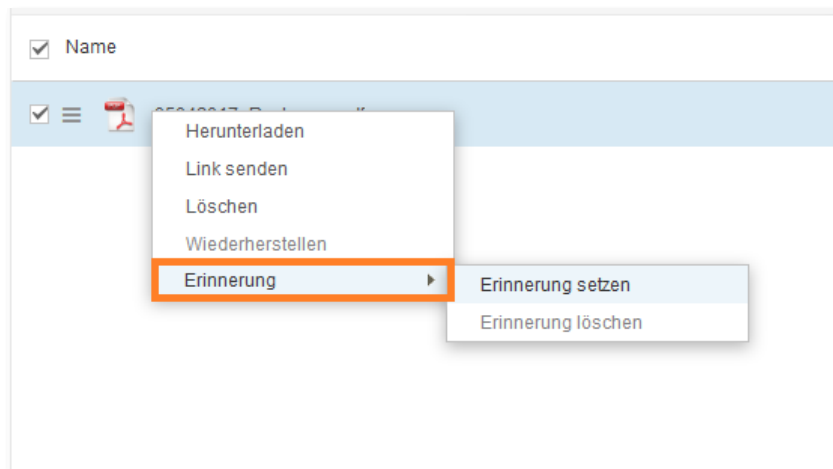 Name
Herunterladen
Link senden
Löschen
Wiederherstellen
Erinnerung
Erinnerung setzen
Erinnerung löschen